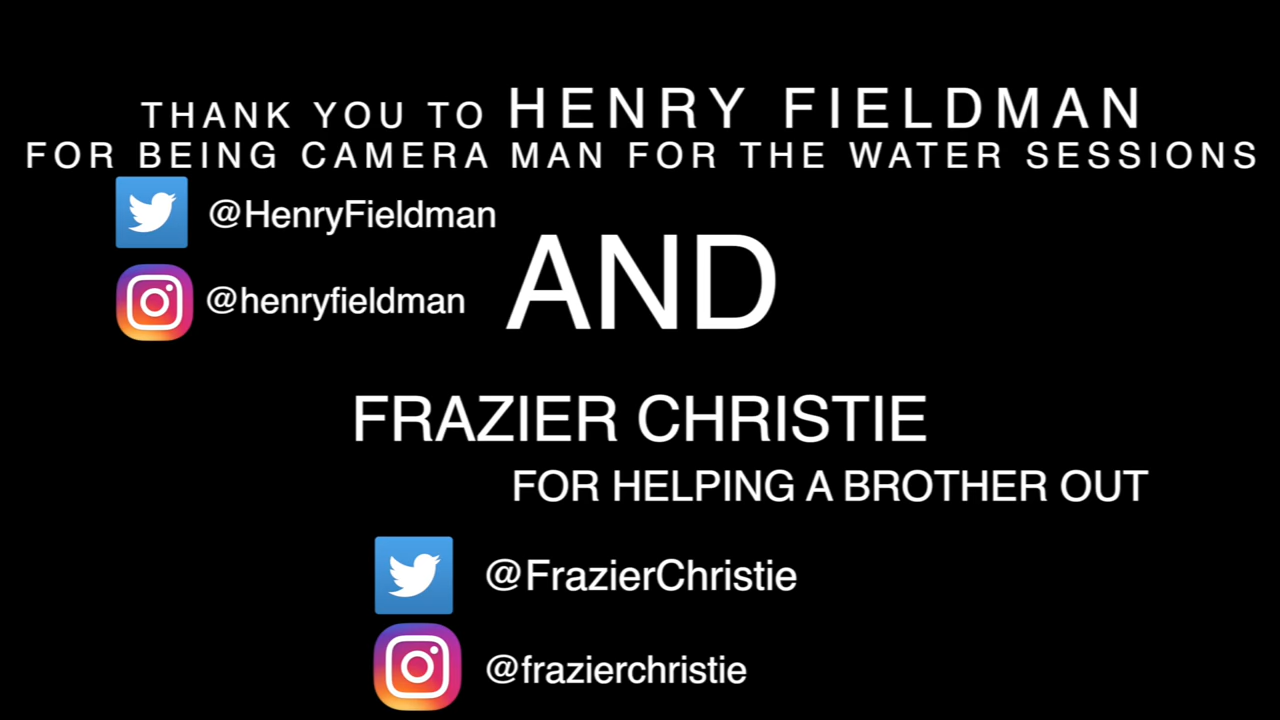 THANK YOU TO HENRY FIELDMAN
FOR BEING CAMERA MAN FOR THE WATER SESSIONS
@HenryFieldman
AND
@henryfieldman
FRAZIER CHRISTIE
FOR HELPING A BROTHER OUT
@FrazierChristie
@frazierchristie